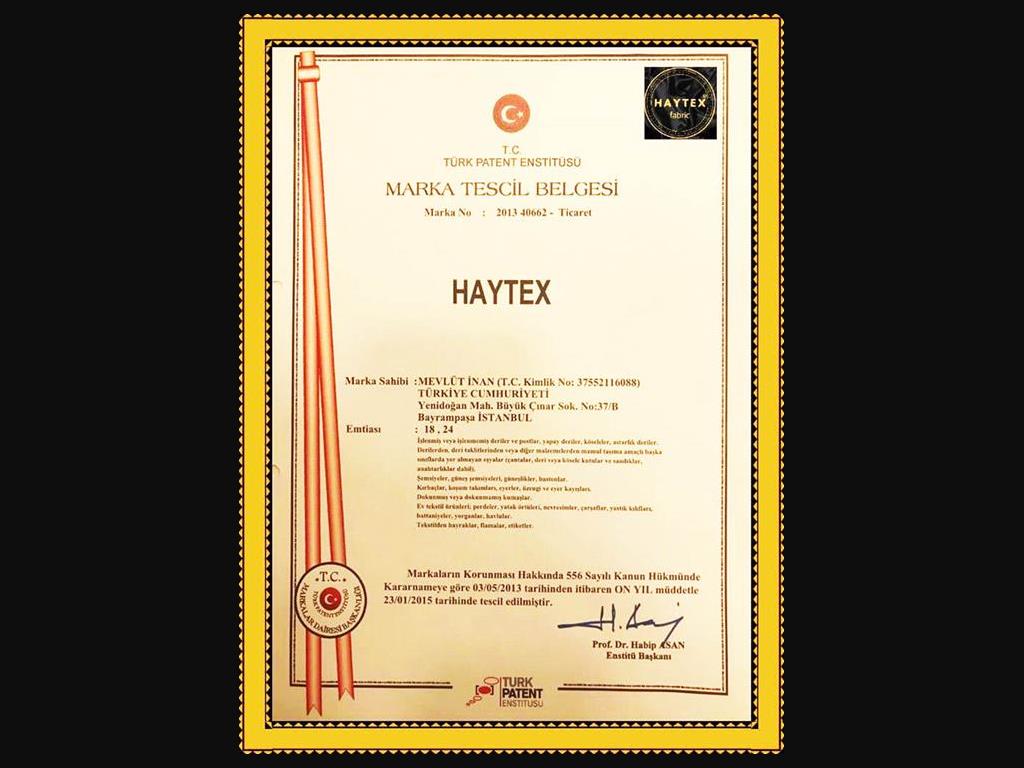 HAYTEX
fabric
T.C.
TÜRK PATENT ENSTİTÜSÜ
MARKA TESCİL BELGESİ
Marka No : 2013 40662 - Ticaret
HAYTEX
Marka Sahibi :MEVLÜT İNAN (T.C. Kimlik No: 37552116088)
TÜRKİYE CUMHURİYETİ
Yenidoğan Mah. Büyük Çınar Sok. No:37/B
Bayrampaşa İSTANBUL
Emtiası : 18 , 24
İşlenmiş veya işlenmemiş deriler ve postlar, yapay deriler, köseleler, astarlık deriler.
Derilerden, deri taklitlerinden veya diğer malzemelerden mamul taşıma amaçlı başka
sınıflarda yer almayan eşyalar (çantalar, deri veya kösele kutular ve sandıklar,
anahtarlıklar dahil).
Şemsiyeler, güneş şemsiyeleri, güneşlikler, bastonlar.
Kırbaçlar, koşum takımları, eyerler, üzengi ve eyer kayışları.
Dokunmuş veya dokunmamış kumaşlar.
Ev tekstil ürünleri: perdeler, yatak örtüleri, nevresimler, çarşaflar, yastık kılıfları,
battaniyeler, yorganlar, havlular.
Tekstilden bayraklar, flamalar, etiketler.
Markaların Korunması Hakkında 556 Sayılı Kanun Hükmünde
Kararnameye göre 03/05/2013 tarihinden itibaren ON YIL müddetle
23/01/2015 tarihinde tescil edilmiştir.
T.C.
TÜRK PATENT ENSTİTÜSÜ
MARKALAR DAİRESİ BAŞKANLIĞI
H. Asan
Prof. Dr. Habip ASAN
Enstitü Başkanı
TÜRK
PATENT
ENSTİTÜSÜ